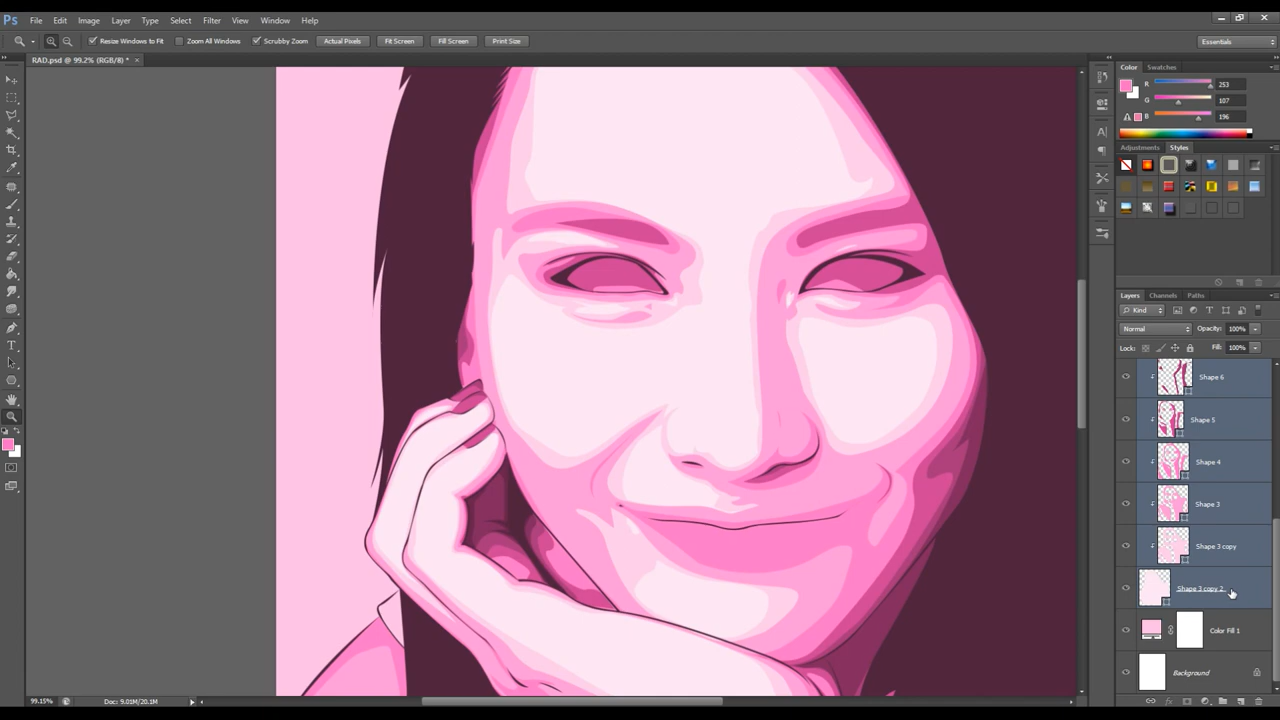 Ps File Edit Image Layer Type Select Filter View Window Help
Resize Windows to Fit Zoom All Windows Scrubby Zoom Actual Pixels Fit Screen Fill Screen Print Size Essentials
RAD.psd @ 99.2% (RGB/8) * ×
Color Swatches
R 253
G 107
B 196
Adjustments Styles
Layers Channels Paths
Kind
Normal Opacity: 100%
Lock: Fill: 100%
Shape 6
Shape 5
Shape 4
Shape 3
Shape 3 copy
Shape 3 copy 2
Color Fill 1
Background
99.15% Doc: 9.01M/20.1M